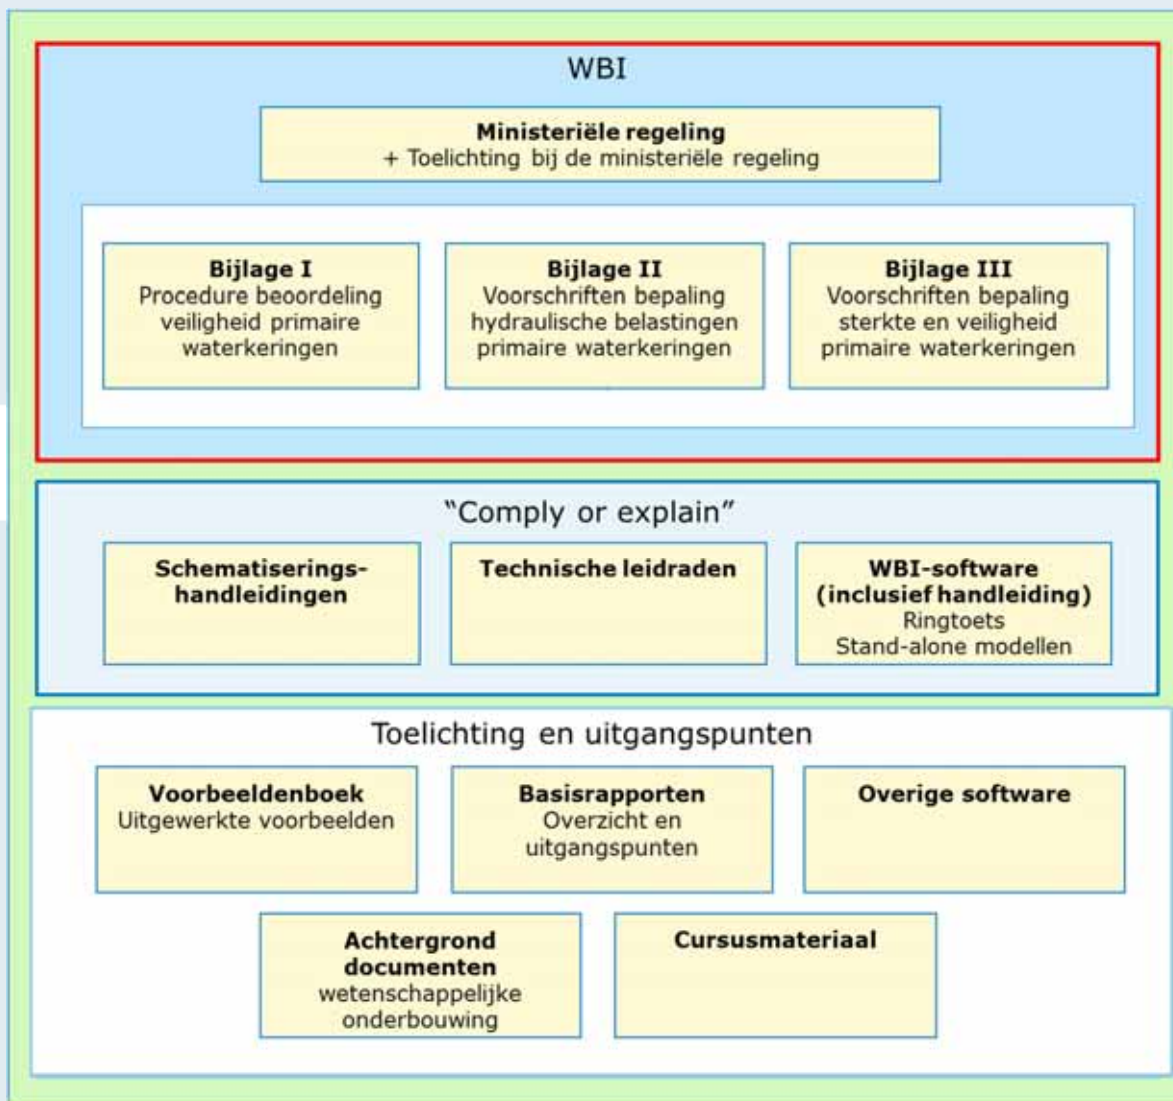 WBI
Ministeriële regeling
+ Toelichting bij de ministeriële regeling
Bijlage I
Procedure beoordeling
veiligheid primaire
waterkeringen
Bijlage II
Voorschriften bepaling
hydraulische belastingen
primaire waterkeringen
Bijlage III
Voorschriften bepaling
sterkte en veiligheid
primaire waterkeringen
“Comply or explain”
Schematiserings-
handleidingen
Technische leidraden
WBI-software
(inclusief handleiding)
Ringtoets
Stand-alone modellen
Toelichting en uitgangspunten
Voorbeeldenboek
Uitgewerkte voorbeelden
Basisrapporten
Overzicht en
uitgangspunten
Overige software
Achtergrond
documenten
wetenschappelijke
onderbouwing
Cursusmateriaal